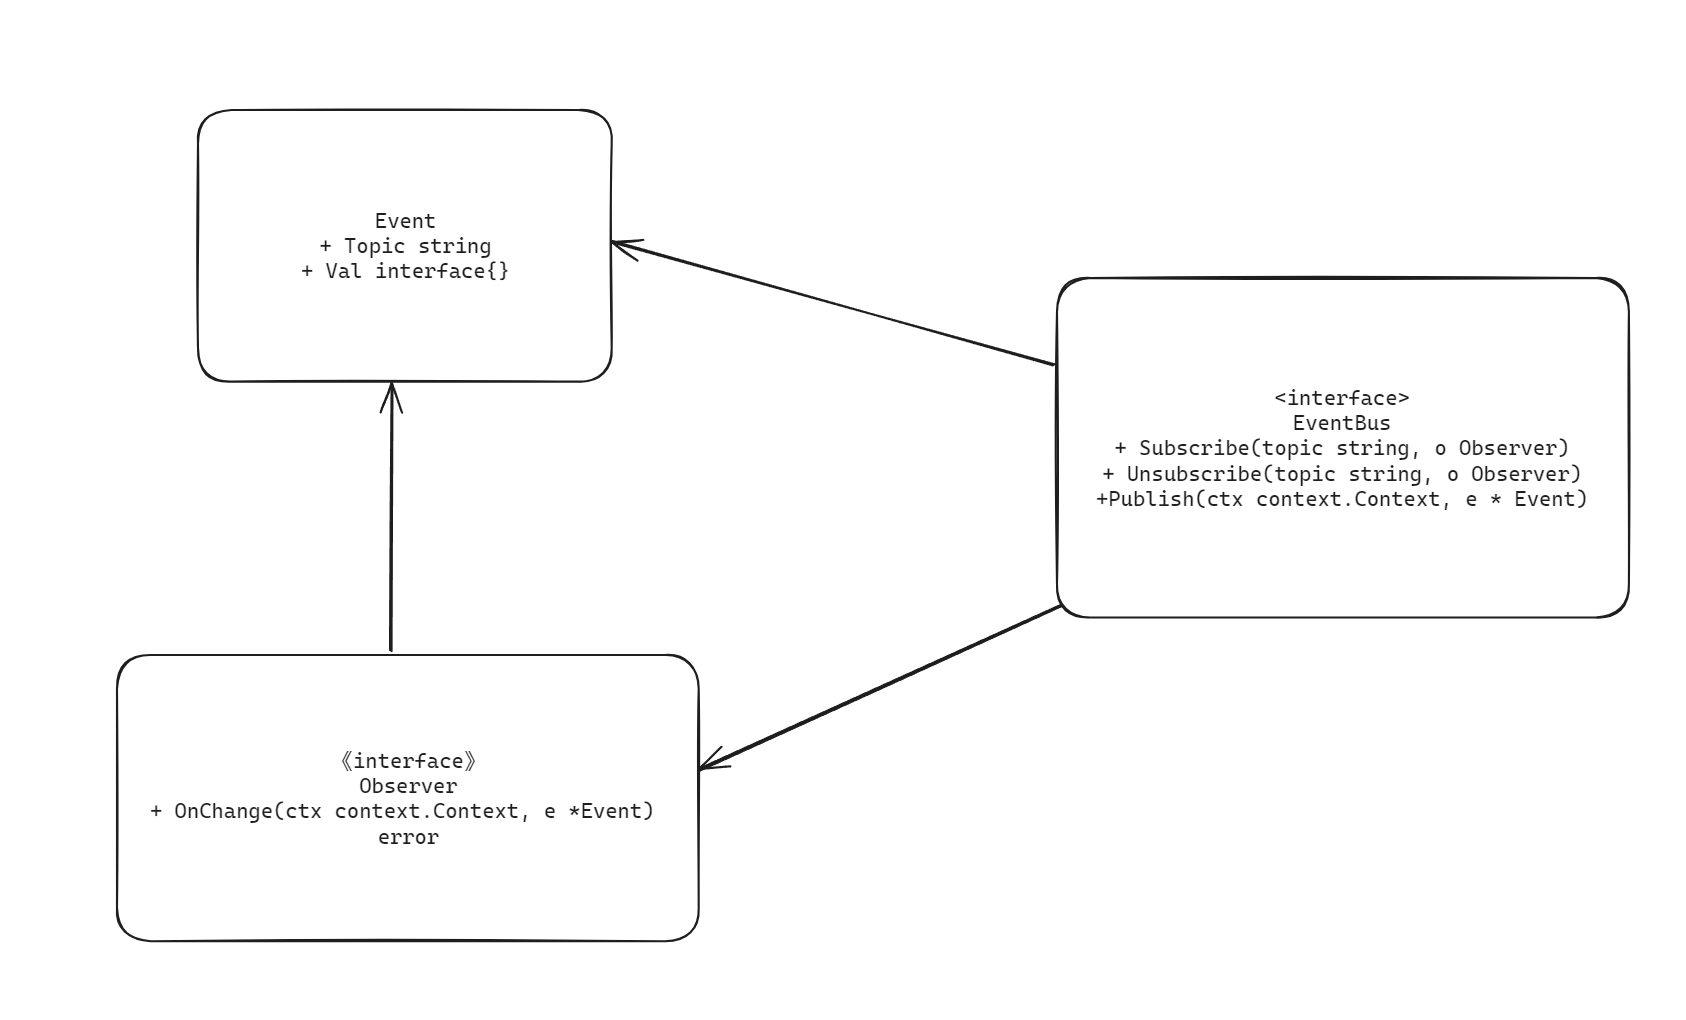 Event
+ Topic string
+ Val interface{}
<interface>
EventBus
+ Subscribe(topic string, o Observer)
+ Unsubscribe(topic string, o Observer)
+Publish(ctx context.Context, e * Event)
《interface》
Observer
+ OnChange(ctx context.Context, e *Event)
error